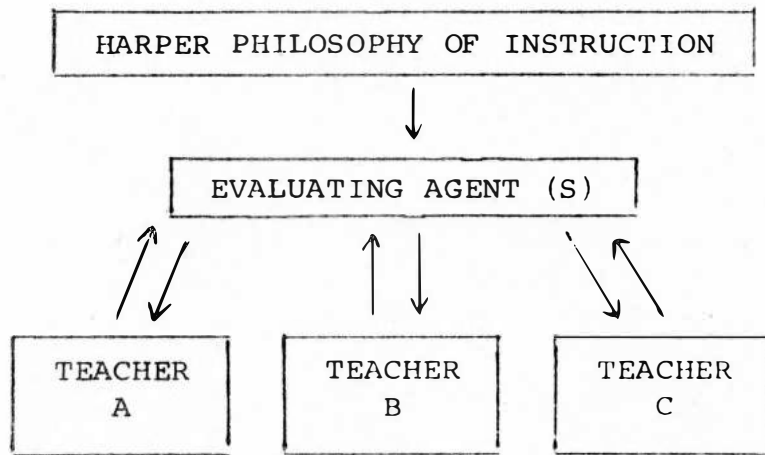 HARPER PHILOSOPHY OF INSTRUCTION
EVALUATING AGENT (S)
TEACHER
A
TEACHER
B
TEACHER
C